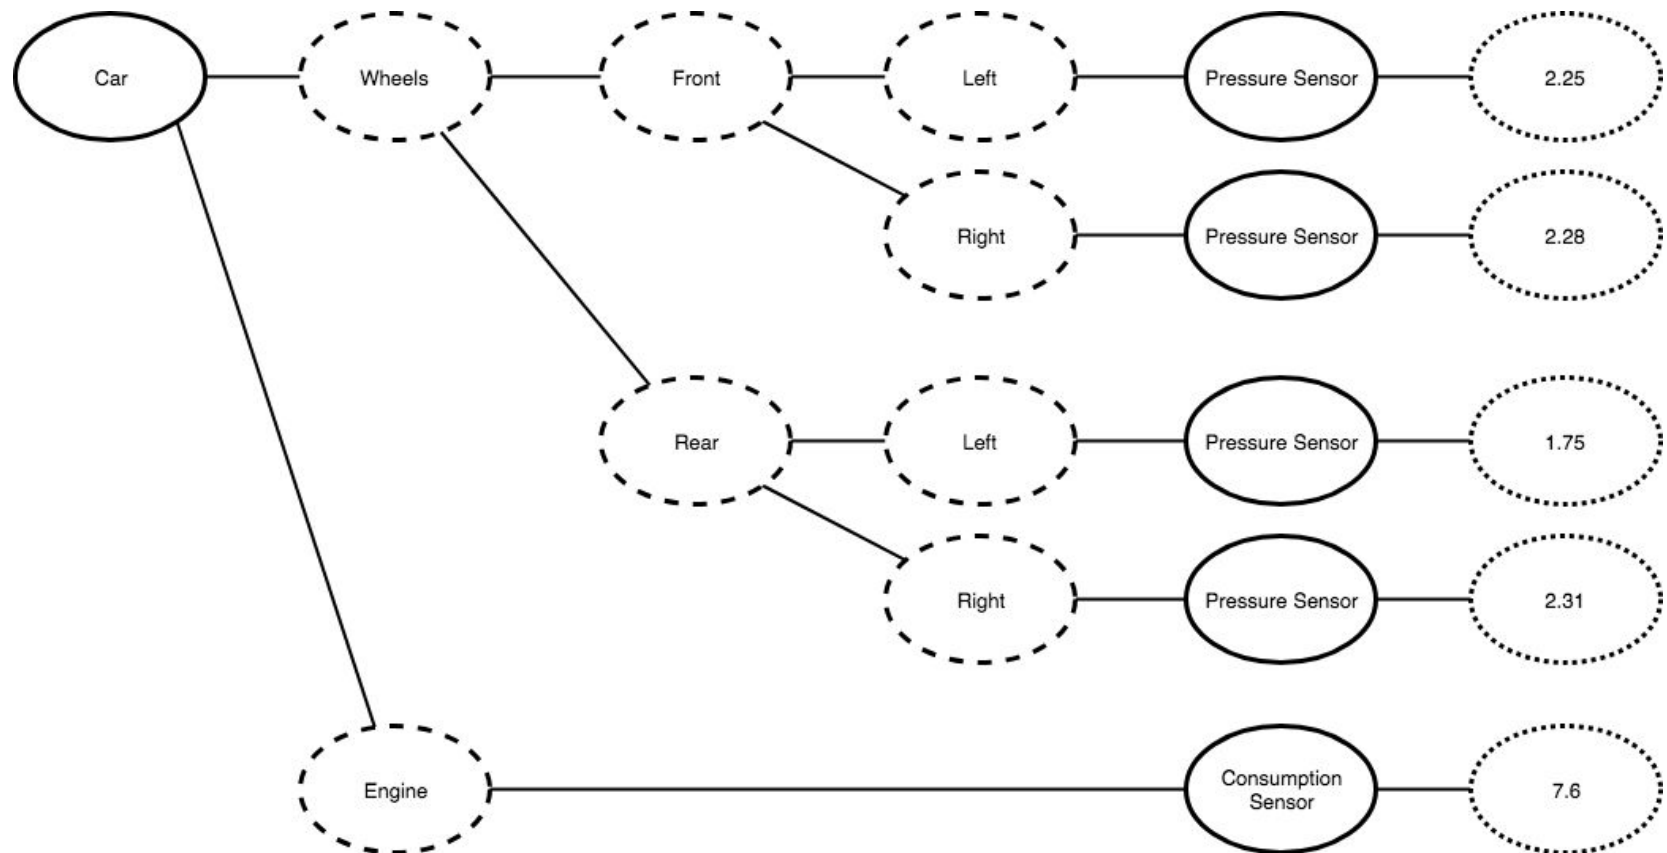 Car
Wheels
Front
Left
Pressure Sensor
2.25
Right
Pressure Sensor
2.28
Rear
Left
Pressure Sensor
1.75
Right
Pressure Sensor
2.31
Engine
Consumption
Sensor
7.6